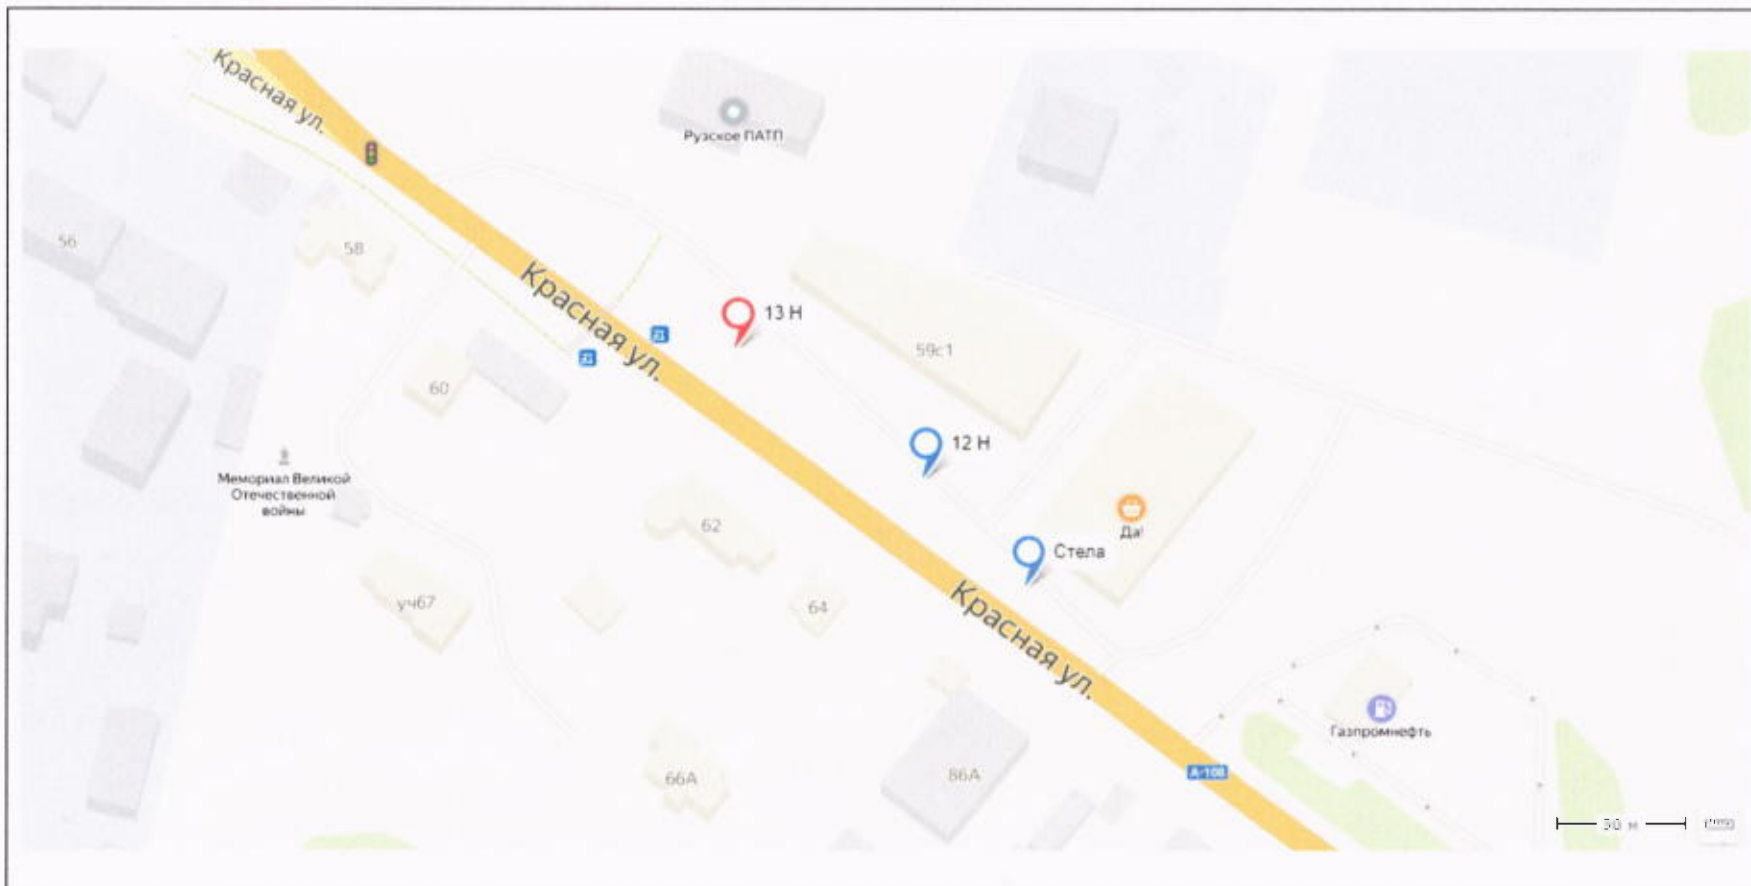 Красная ул.
Рузское ПАТП
56
58
Красная ул.
13 Н
59с1
60
12 Н
Мемориал Великой
Отечественной
войны
62
Да!
Стела
уч67
64
Красная ул.
Газпромнефть
66А
86А
А-108